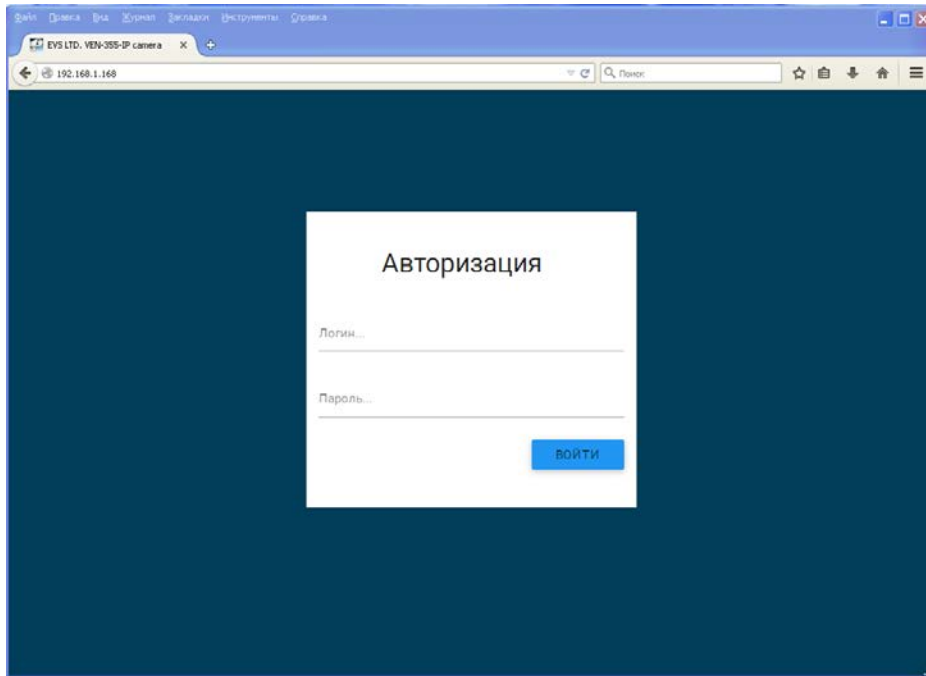 Файл Правка Вид Журнал Закладки Инструменты Справка
EVS LTD. VEN-355-IP camera
192.168.1.168
Поиск
Авторизация
Логин...
Пароль...
ВОЙТИ